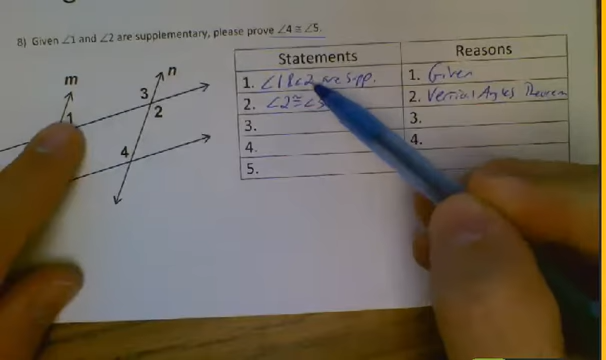 8) Given ∠1 and ∠2 are supplementary, please prove ∠4 ≅ ∠5.
Statements Reasons
m
n
1
3
2
4
1. ∠1&2 are supp. 1. Given
2. ∠2≅∠ 2. Vertical Angles Theorem
3. 3.
4. 4.
5.